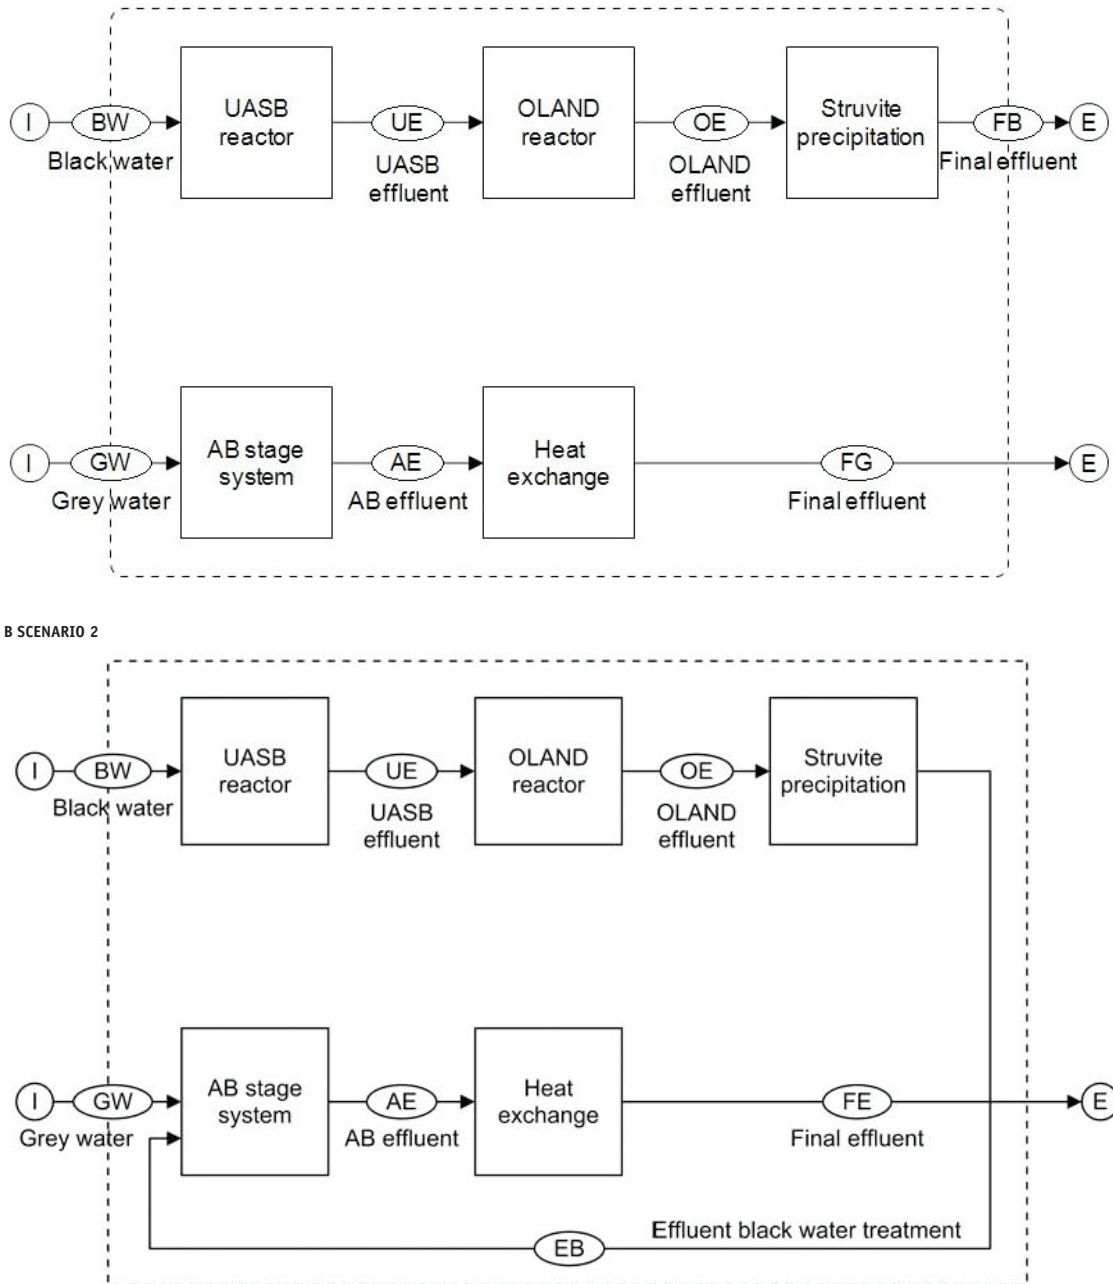 I
BW
Black water
UASB
reactor
UE
UASB
effluent
OLAND
reactor
OE
OLAND
effluent
Struvite
precipitation
FB
Final effluent
E
I
GW
Grey water
AB stage
system
AE
AB effluent
Heat
exchange
FG
Final effluent
E
B SCENARIO 2
I
BW
Black water
UASB
reactor
UE
UASB
effluent
OLAND
reactor
OE
OLAND
effluent
Struvite
precipitation
I
GW
Grey water
AB stage
system
AE
AB effluent
Heat
exchange
FE
Final effluent
E
Effluent black water treatment
EB